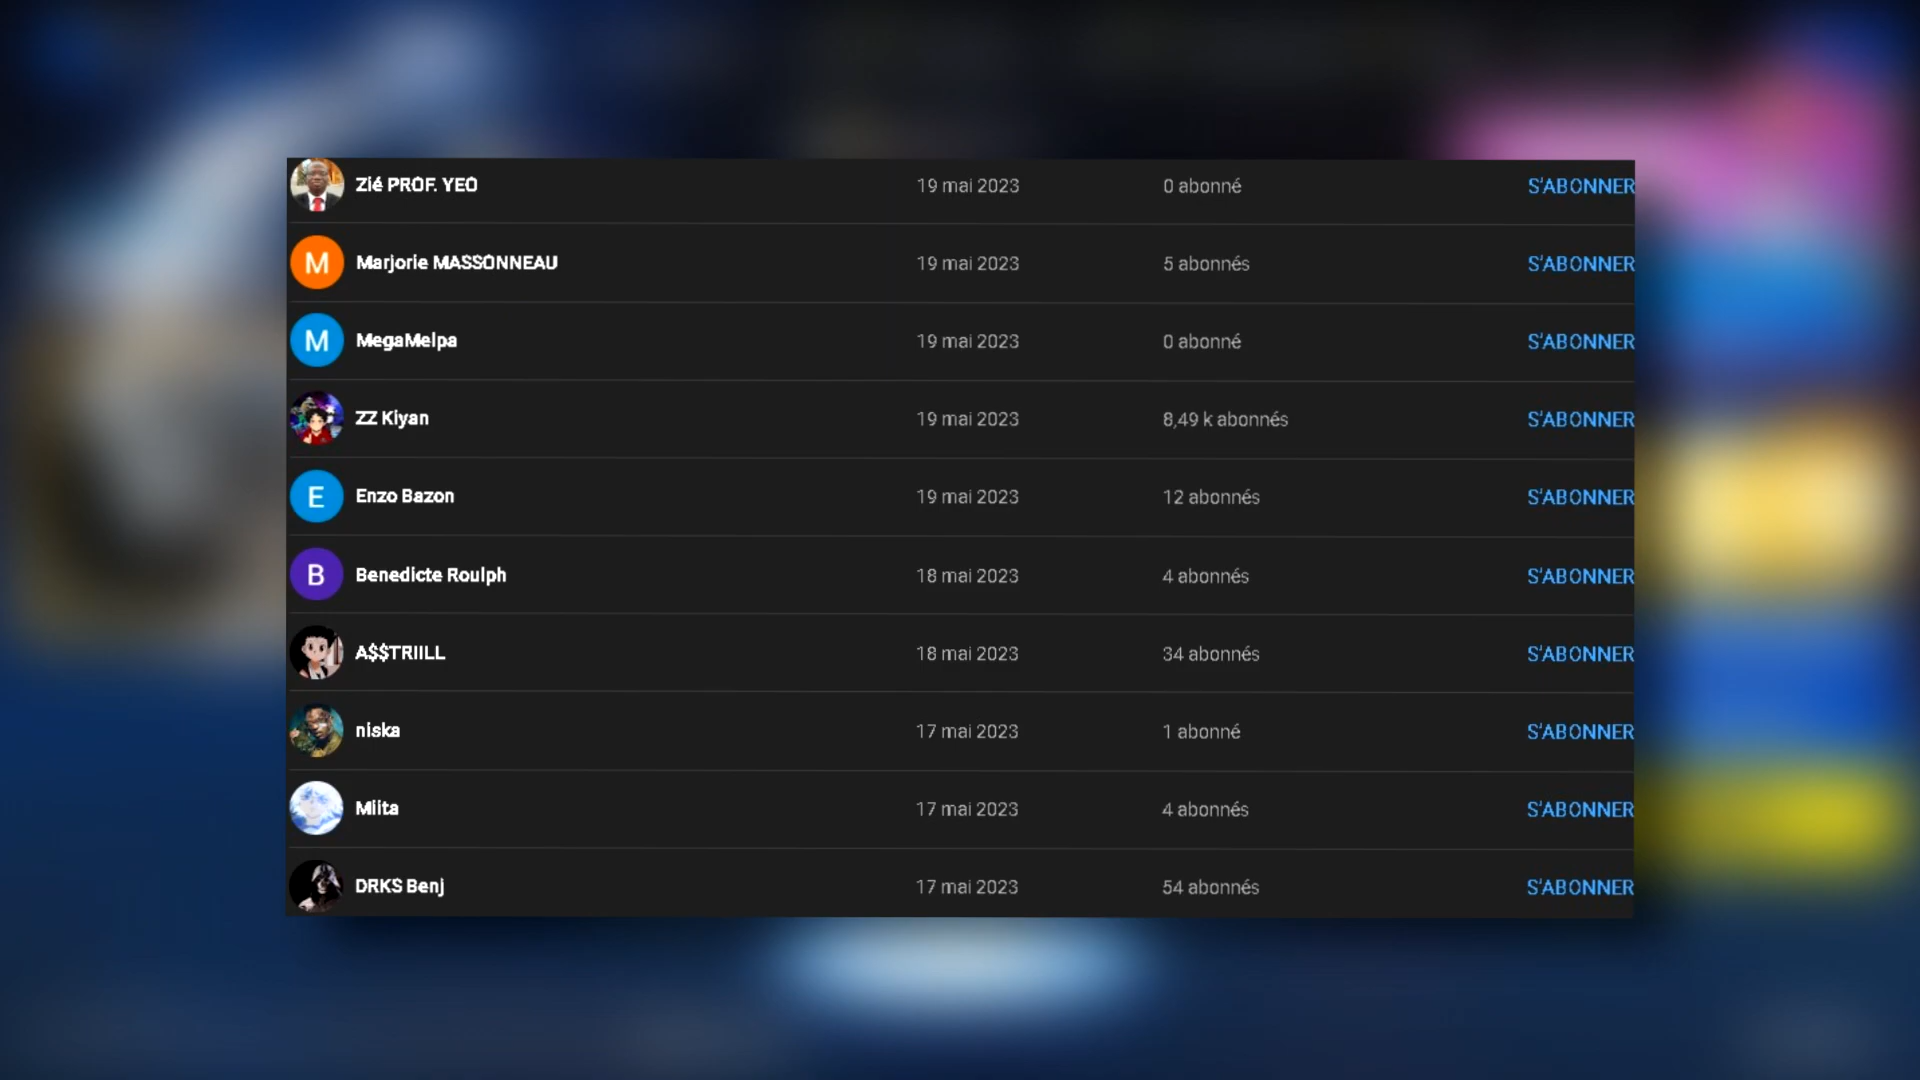 Zié PROF. YEO 19 mai 2023 0 abonné S'ABONNER
M Marjorie MASSONNEAU 19 mai 2023 5 abonnés S'ABONNER
M MegaMelpa 19 mai 2023 0 abonné S'ABONNER
ZZ Kiyan 19 mai 2023 8,49 k abonnés S'ABONNER
E Enzo Bazon 19 mai 2023 12 abonnés S'ABONNER
B Benedicte Roulph 18 mai 2023 4 abonnés S'ABONNER
A$$TRIILL 18 mai 2023 34 abonnés S'ABONNER
niska 17 mai 2023 1 abonné S'ABONNER
Miita 17 mai 2023 4 abonnés S'ABONNER
DRKS Benj 17 mai 2023 54 abonnés S'ABONNER